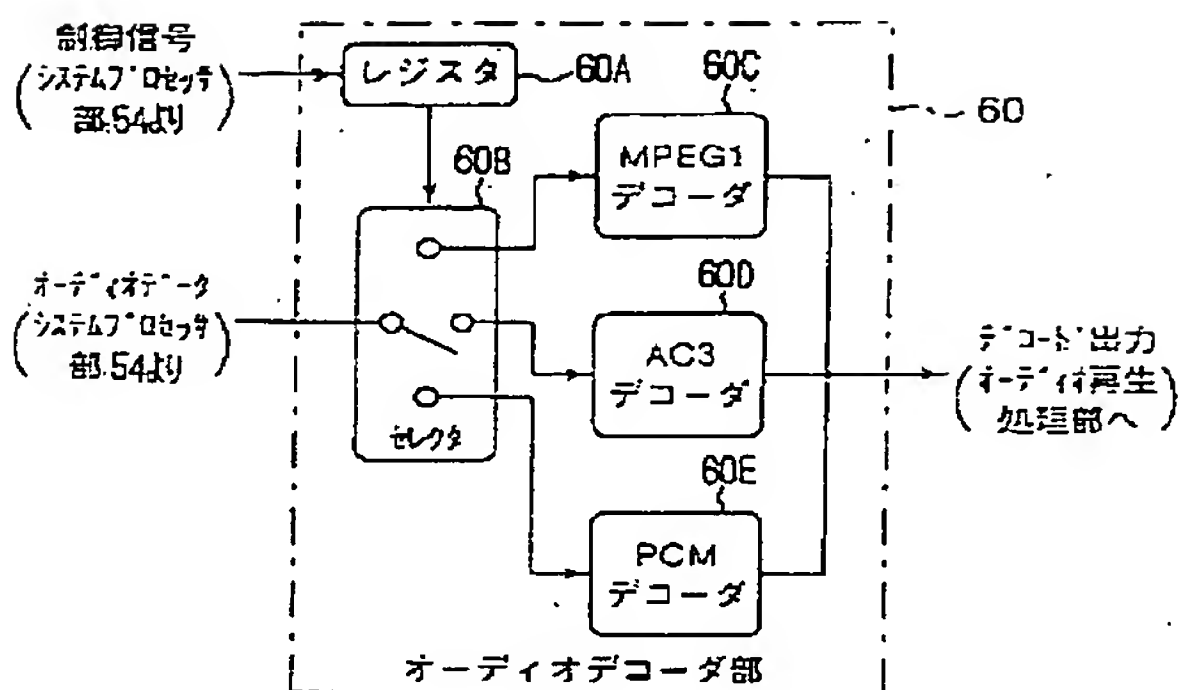 制御信号
(システムプロセッサ
部54より)
レジスタ
60A
60C
60
60B
MPEG1
デコーダ
オーディオデータ
(システムプロセッサ
部54より)
60D
AC3
デコーダ
デコード出力
(オーディオ再生
処理部へ)
セレクタ
60E
PCM
デコーダ
オーディオデコーダ部